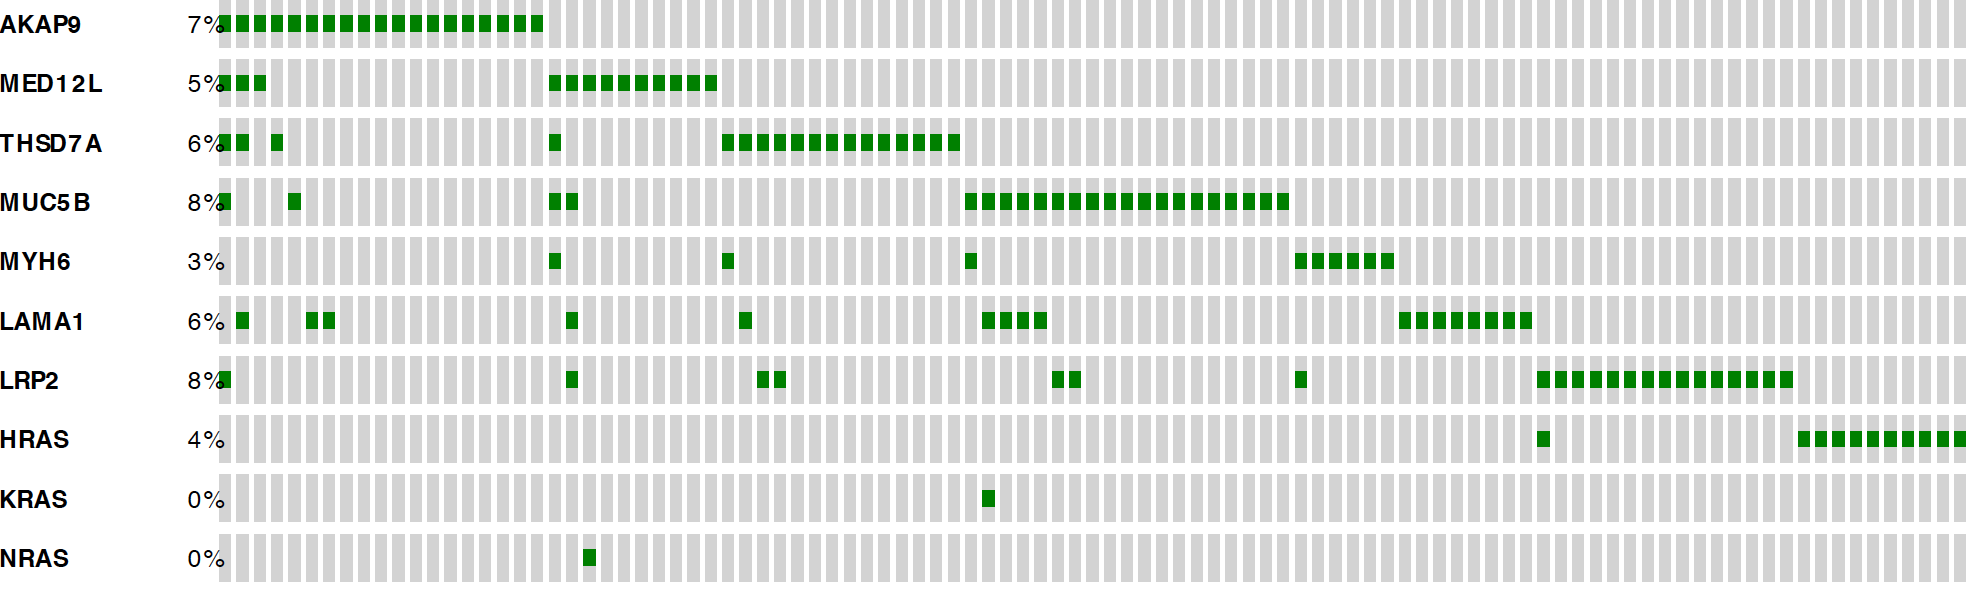 AKAP9 7%
MED12L 5%
THSD7A 6%
MUC5B 8%
MYH6 3%
LAMA1 6%
LRP2 8%
HRAS 4%
KRAS 0%
NRAS 0%